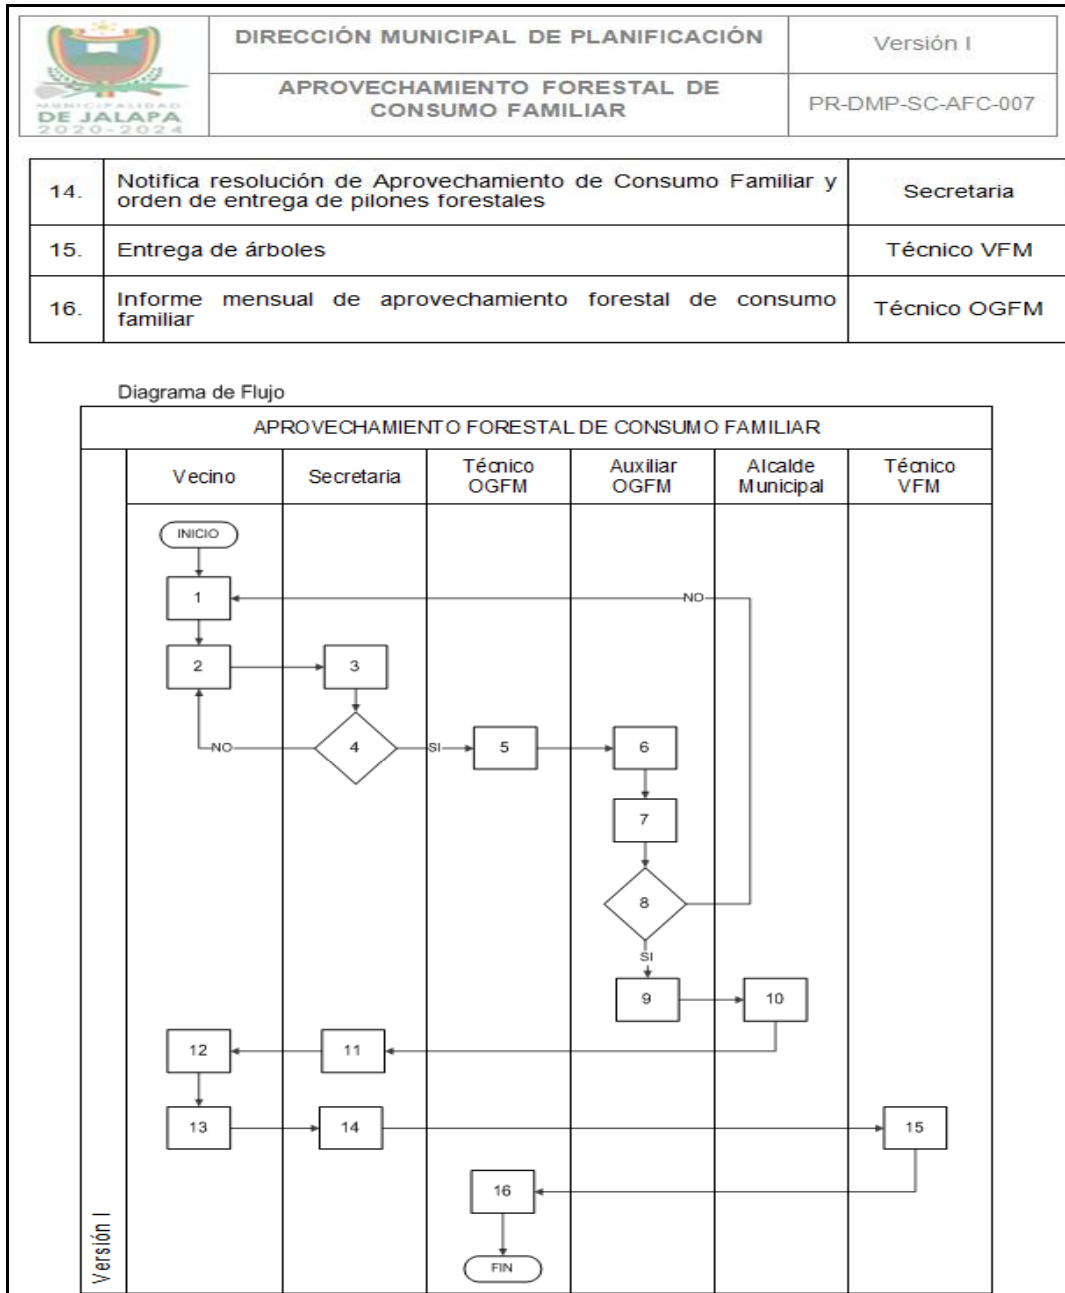 MUNICIPALIDAD
DE JALAPA
2020-2024
DIRECCIÓN MUNICIPAL DE PLANIFICACIÓN
Versión I
APROVECHAMIENTO FORESTAL DE
CONSUMO FAMILIAR
PR-DMP-SC-AFC-007
14.
Notifica resolución de Aprovechamiento de Consumo Familiar y
orden de entrega de pilones forestales
Secretaria
15.
Entrega de árboles
Técnico VFM
16.
Informe mensual de aprovechamiento forestal de consumo
familiar
Técnico OGFM
Diagrama de Flujo
APROVECHAMIENTO FORESTAL DE CONSUMO FAMILIAR
Vecino
Secretaria
Técnico
OGFM
Auxiliar
OGFM
Alcalde
Municipal
Técnico
VFM
INICIO
1
NO
2
3
NO
4
SI
5
6
7
8
SI
9
10
12
11
13
14
15
16
FIN
Versión I